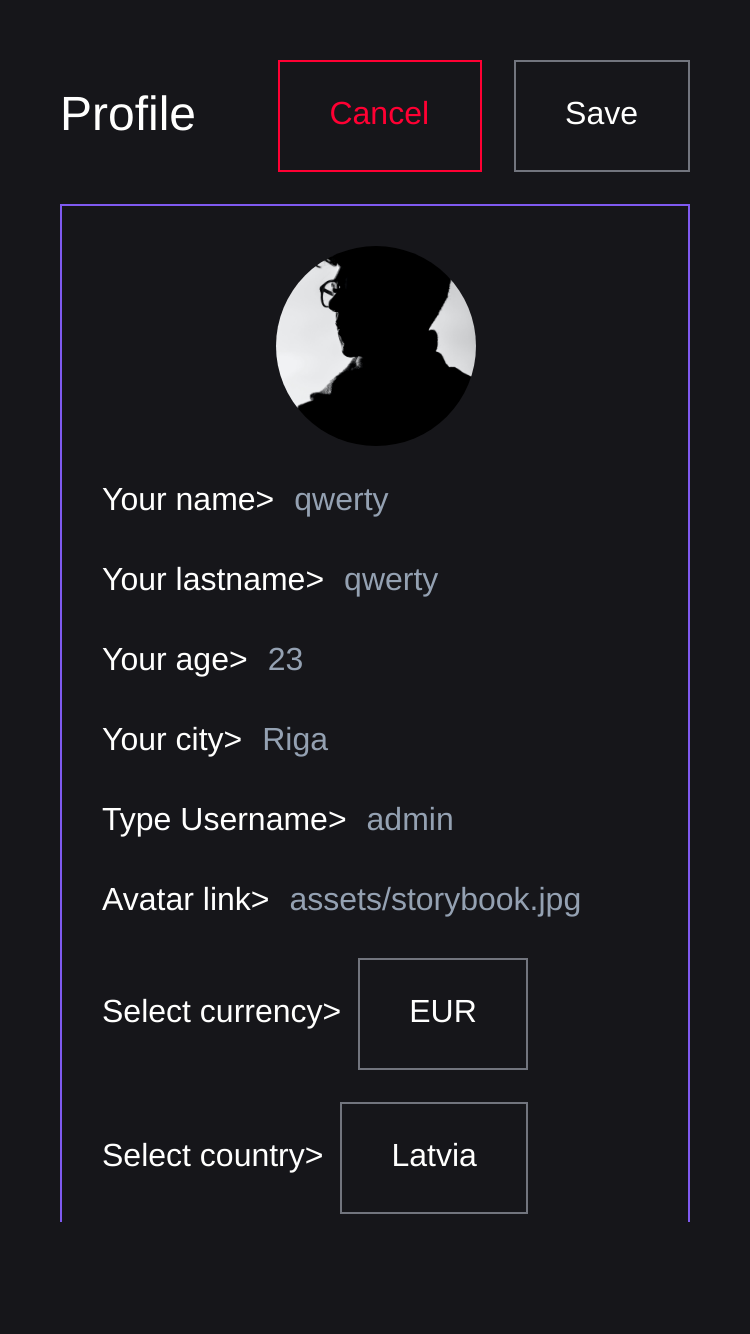 Profile Cancel Save
Your name> qwerty
Your lastname> qwerty
Your age> 23
Your city> Riga
Type Username> admin
Avatar link> assets/storybook.jpg
Select currency> EUR
Select country> Latvia